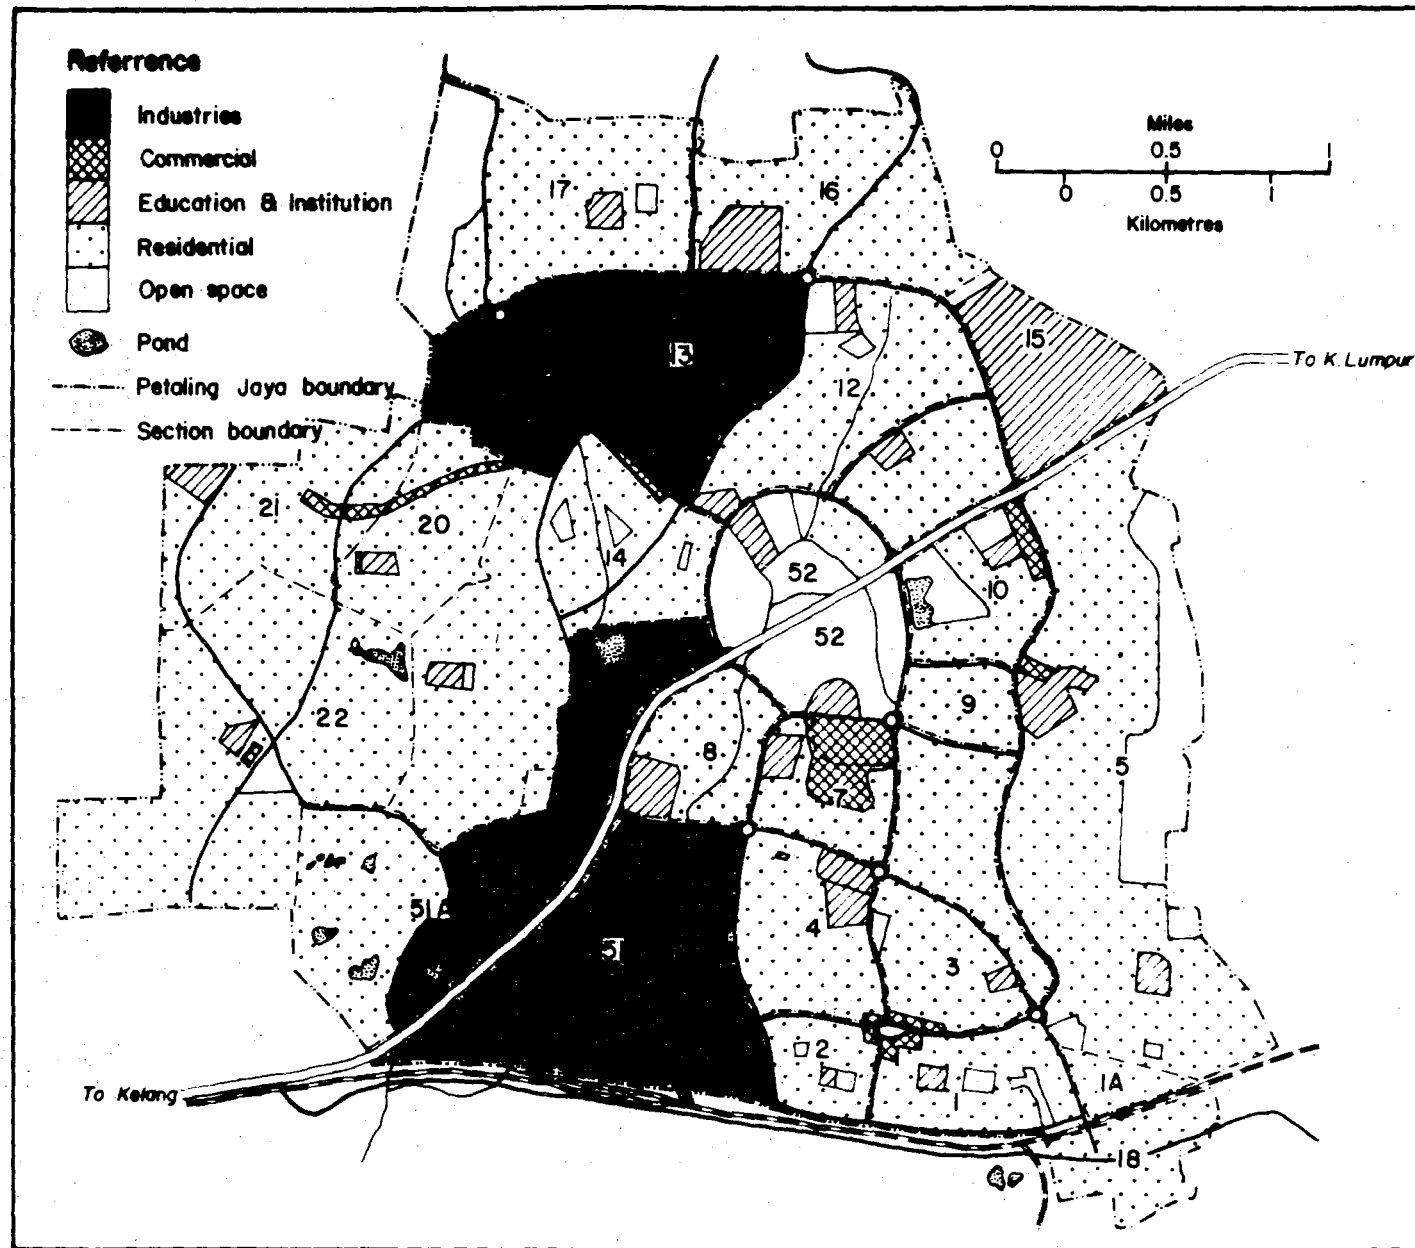 Referrence
Industries
Commercial
Education & Institution
Residential
Open space
Pond
Petaling Jaya boundary
Section boundary
Miles
0 0.5 1
0 0.5 1
Kilometres
To K. Lumpur
To Kelang
17
16
15
13
12
21
20
14
52
10
52
22
9
8
5
7
51A
51
4
3
2
1A
1
18